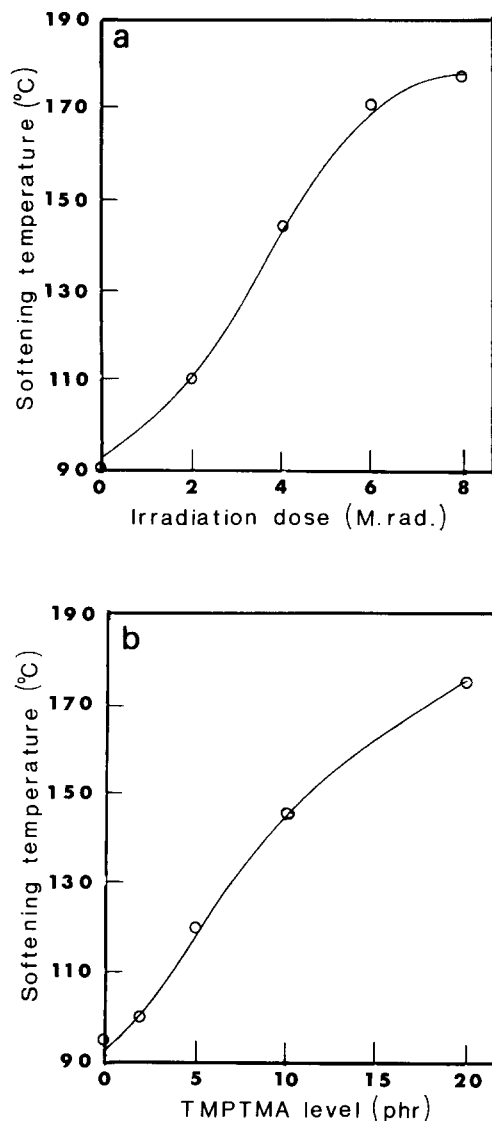 a
Softening temperature (°C)
190
170
150
130
110
90
0 2 4 6 8
Irradiation dose (M.rad.)
b
Softening temperature (°C)
190
170
150
130
110
90
0 5 10 15 20
TMPTMA level (phr)